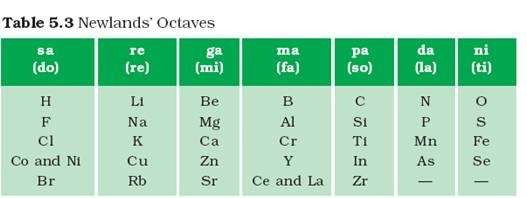 Table 5.3 Newlands' Octaves
sa re ga ma pa da ni
(do) (re) (mi) (fa) (so) (la) (ti)
H Li Be B C N O
F Na Mg Al Si P S
Cl K Ca Cr Ti Mn Fe
Co and Ni Cu Zn Y In As Se
Br Rb Sr Ce and La Zr — —